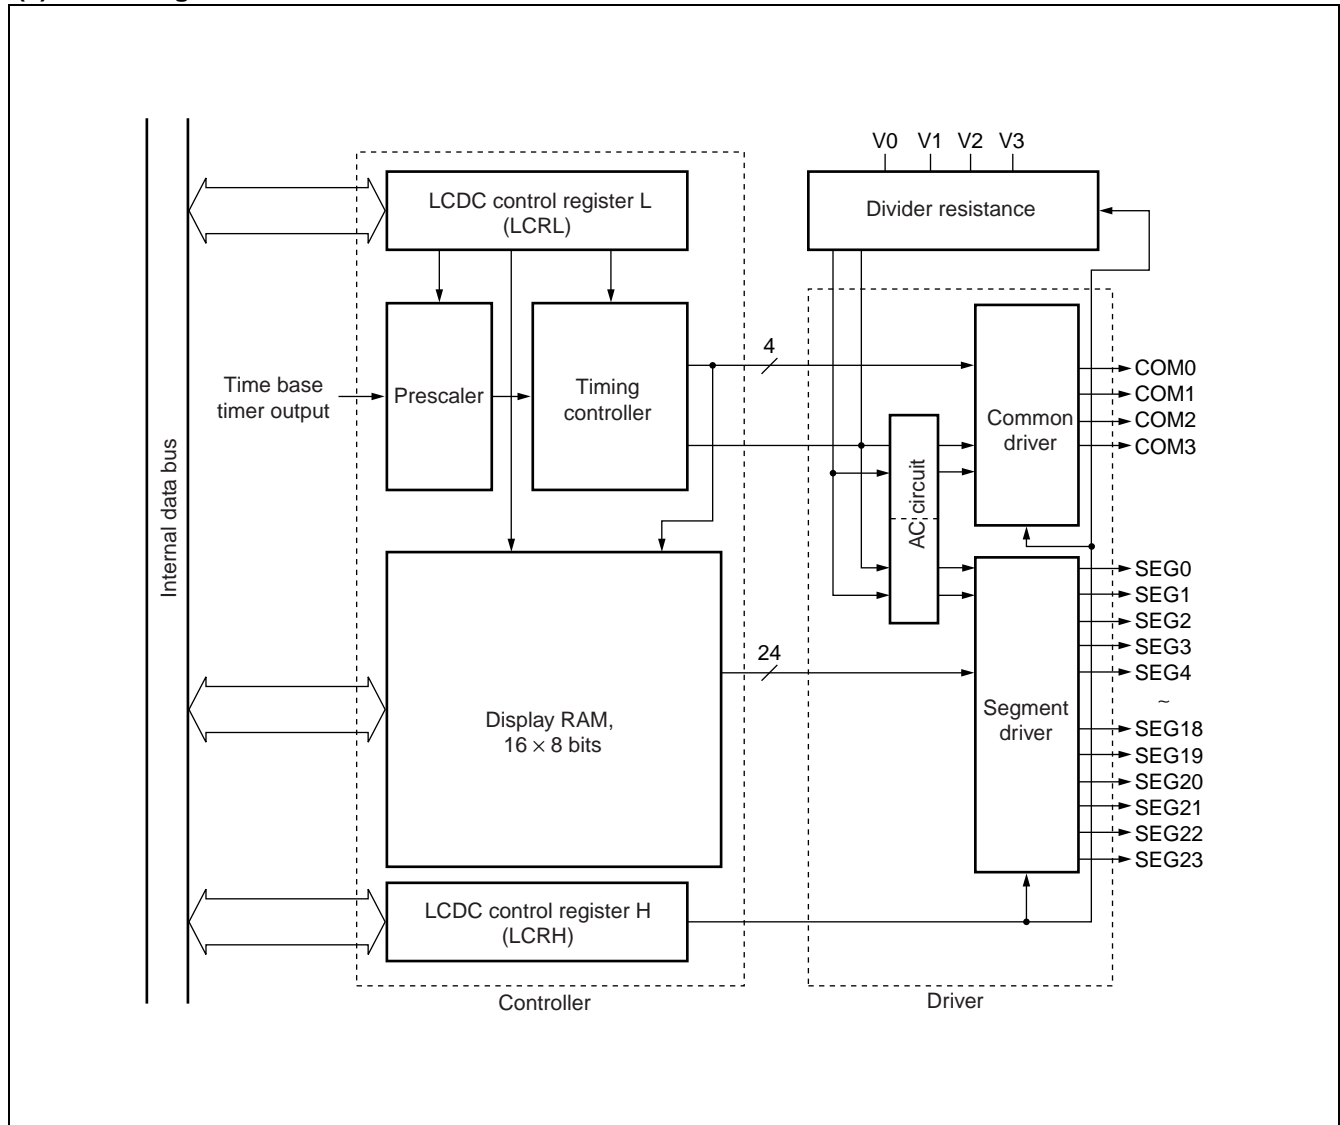 V0 V1 V2 V3
LCDC control register L
(LCRL)
Divider resistance
4
COM0
Time base
timer output
Prescaler
Timing
controller
COM1
Common
driver
COM2
COM3
AC circuit
Internal data bus
SEG0
SEG1
SEG2
24
SEG3
SEG4
~
Display RAM,
16 × 8 bits
Segment
driver
SEG18
SEG19
SEG20
SEG21
SEG22
SEG23
LCDC control register H
(LCRH)
Controller
Driver